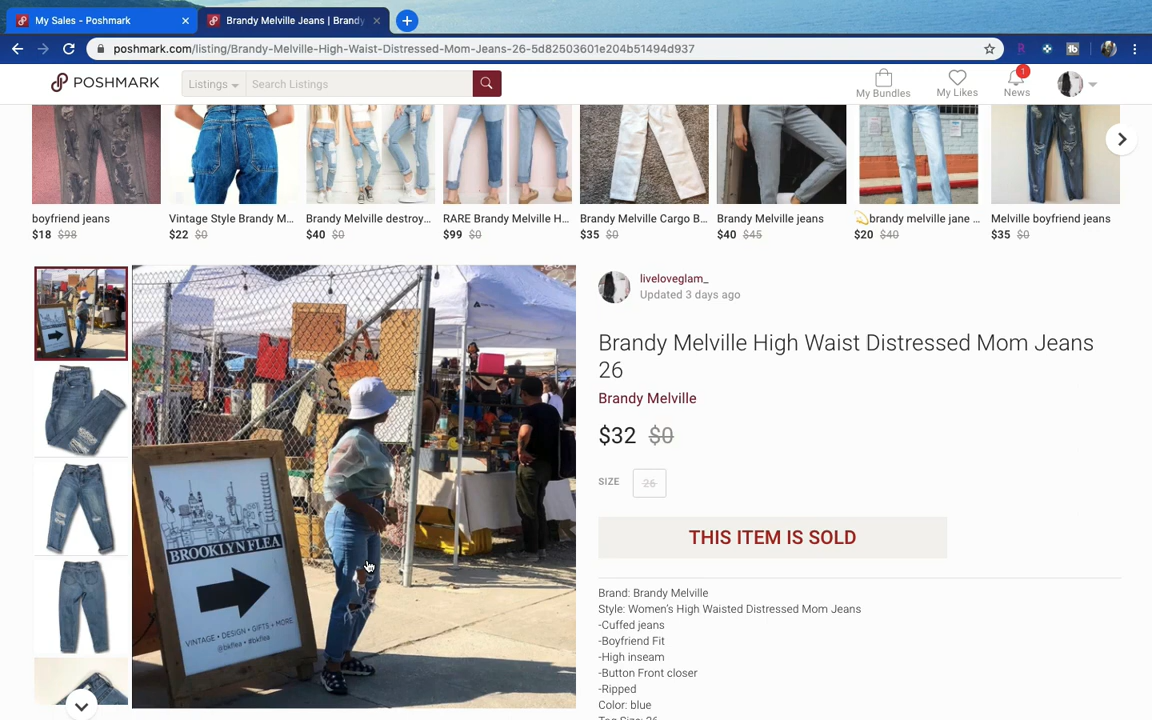 My Sales - Poshmark
Brandy Melville Jeans | Brandy
poshmark.com/listing/Brandy-Melville-High-Waist-Distressed-Mom-Jeans-26-5d82503601e204b51494d937
POSHMARK
Listings
Search Listings
My Bundles
My Likes
1
News
boyfriend jeans
$18 $98
Vintage Style Brandy M...
$22 $0
Brandy Melville destroy...
$40 $0
RARE Brandy Melville H...
$99 $0
Brandy Melville Cargo B...
$35 $0
Brandy Melville jeans
$40 $45
brandy melville jane ...
$20 $40
Melville boyfriend jeans
$35 $0
BROOKLYN FLEA
VINTAGE • DESIGN • GIFTS • MORE
@bkflea • #bkflea
liveloveglam_
Updated 3 days ago
Brandy Melville High Waist Distressed Mom Jeans
26
Brandy Melville
$32 $0
SIZE
26
THIS ITEM IS SOLD
Brand: Brandy Melville
Style: Women's High Waisted Distressed Mom Jeans
-Cuffed jeans
-Boyfriend Fit
-High inseam
-Button Front closer
-Ripped
Color: blue
Tag Size: 26